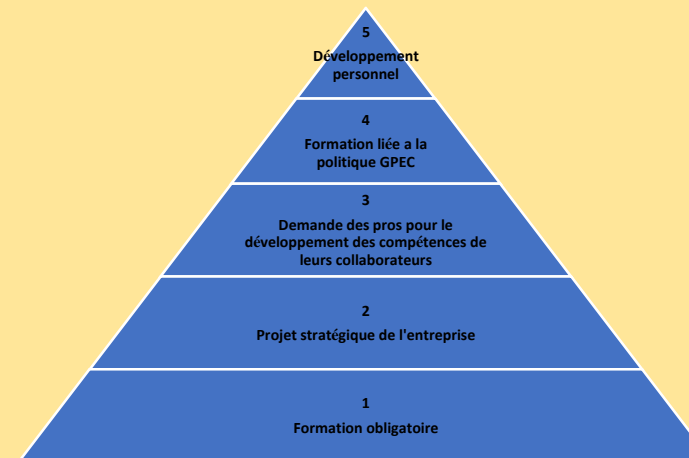 5
Développement
personnel
4
Formation liée a la
politique GPEC
3
Demande des pros pour le
développement des compétences de
leurs collaborateurs
2
Projet stratégique de l'entreprise
1
Formation obligatoire